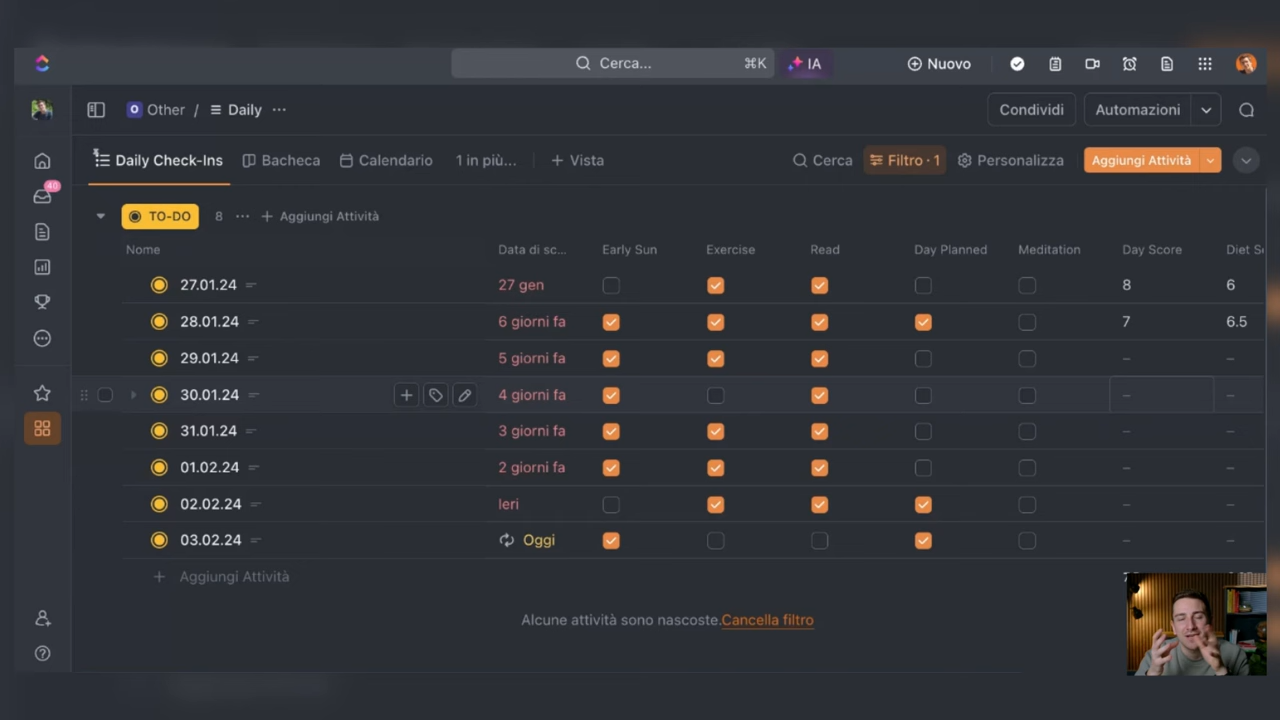 Cerca... ⌘K IA Nuovo
Other / Daily ... Condividi Automazioni
Daily Check-Ins Bacheca Calendario 1 in più... + Vista Cerca Filtro · 1 Personalizza Aggiungi Attività
40
TO-DO 8 ... + Aggiungi Attività
Nome Data di sc... Early Sun Exercise Read Day Planned Meditation Day Score Diet S
27.01.24 27 gen 8 6
28.01.24 6 giorni fa 7 6.5
29.01.24 5 giorni fa – –
30.01.24 4 giorni fa – –
31.01.24 3 giorni fa – –
01.02.24 2 giorni fa – –
02.02.24 Ieri – –
03.02.24 Oggi – –
+ Aggiungi Attività
Alcune attività sono nascoste.Cancella filtro